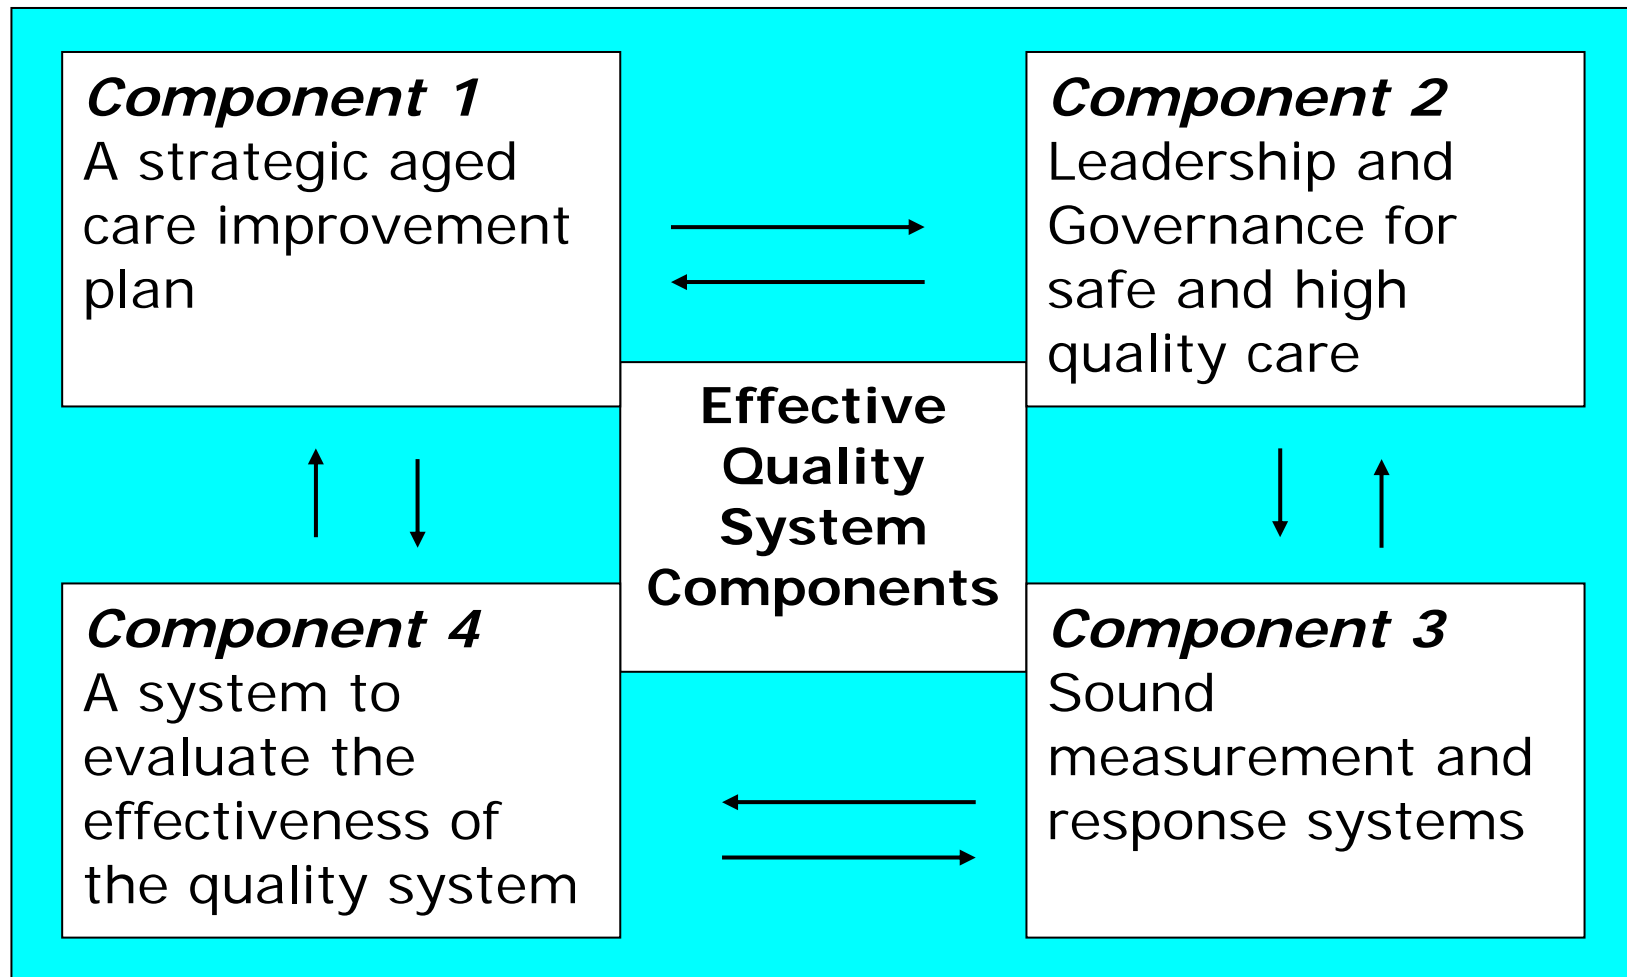 Component 1
A strategic aged
care improvement
plan
Component 2
Leadership and
Governance for
safe and high
quality care
Effective
Quality
System
Components
Component 4
A system to
evaluate the
effectiveness of
the quality system
Component 3
Sound
measurement and
response systems